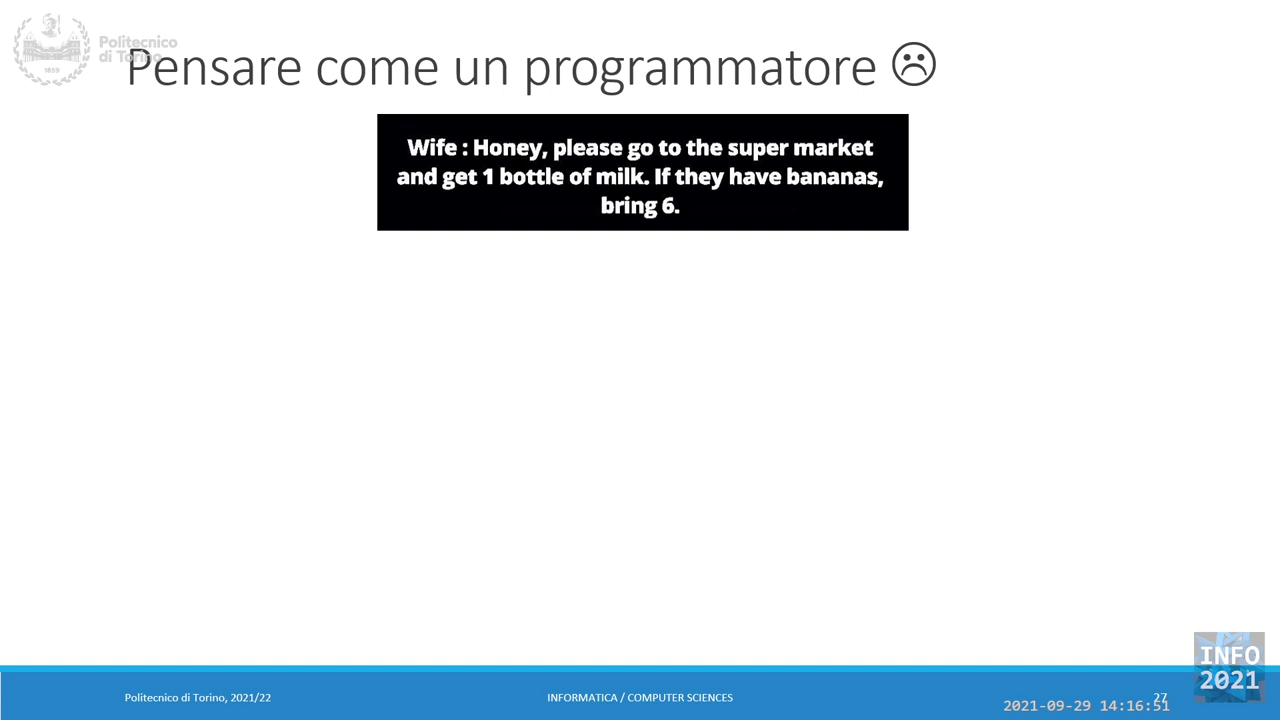 Politecnico
di Torino
1859
Pensare come un programmatore
Wife : Honey, please go to the super market
and get 1 bottle of milk. If they have bananas,
bring 6.
INFO
2021
Politecnico di Torino, 2021/22
INFORMATICA / COMPUTER SCIENCES
27
2021-09-29 14:16:51